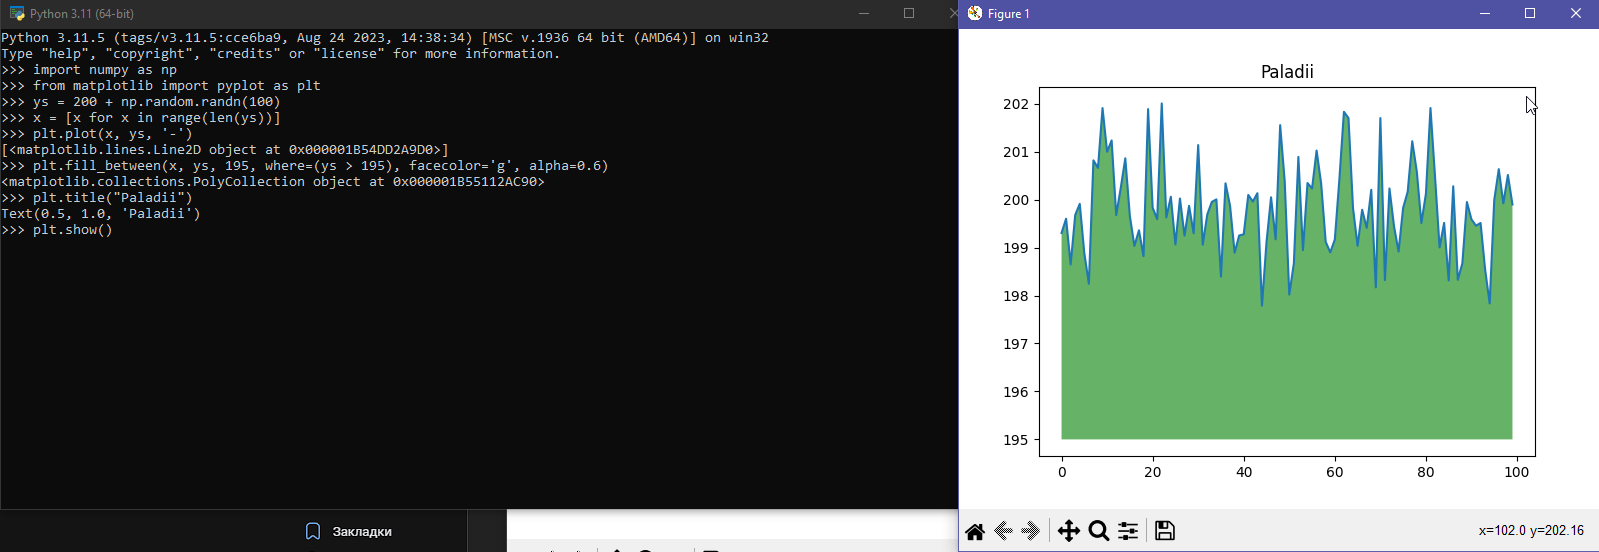 Python 3.11 (64-bit)
Python 3.11.5 (tags/v3.11.5:cce6ba9, Aug 24 2023, 14:38:34) [MSC v.1936 64 bit (AMD64)] on win32
Type "help", "copyright", "credits" or "license" for more information.
>>> import numpy as np
>>> from matplotlib import pyplot as plt
>>> ys = 200 + np.random.randn(100)
>>> x = [x for x in range(len(ys))]
>>> plt.plot(x, ys, '-')
[<matplotlib.lines.Line2D object at 0x000001B54DD2A9D0>]
>>> plt.fill_between(x, ys, 195, where=(ys > 195), facecolor='g', alpha=0.6)
<matplotlib.collections.PolyCollection object at 0x000001B55112AC90>
>>> plt.title("Paladii")
Text(0.5, 1.0, 'Paladii')
>>> plt.show()
Закладки
Figure 1
Paladii
202
201
200
199
198
197
196
195
0 20 40 60 80 100
x=102.0 y=202.16